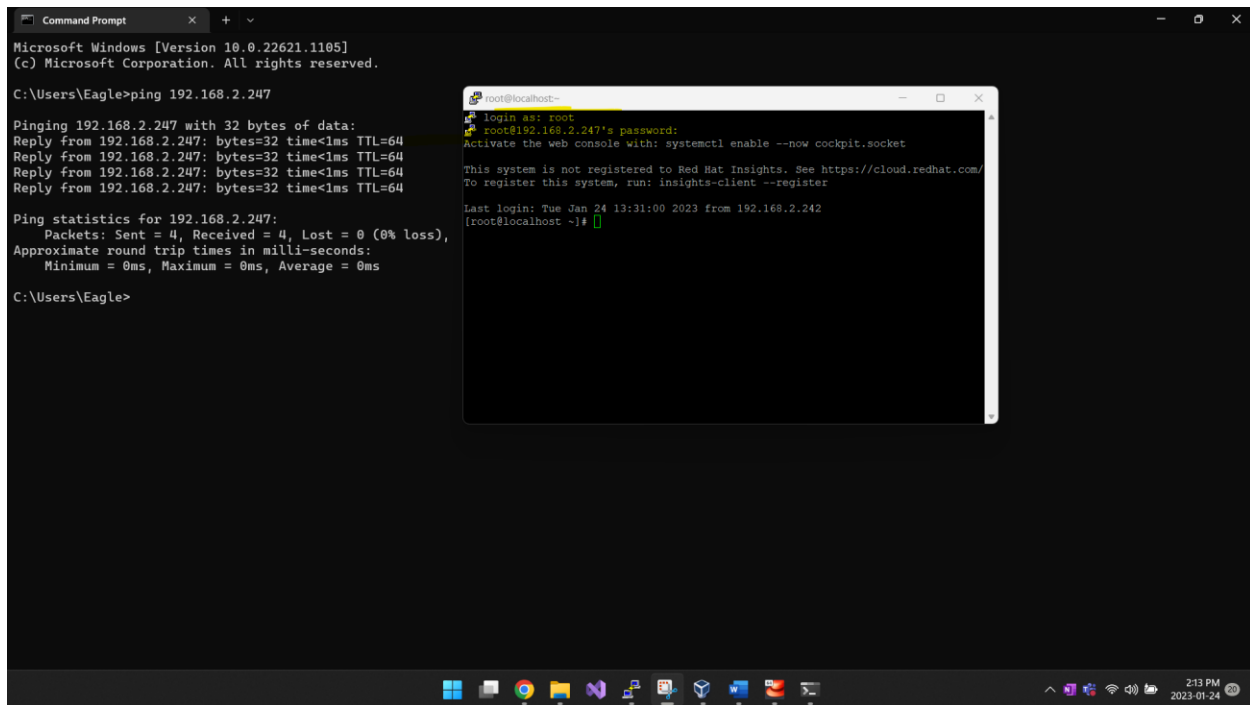 Command Prompt
Microsoft Windows [Version 10.0.22621.1105]
(c) Microsoft Corporation. All rights reserved.
C:\Users\Eagle>ping 192.168.2.247
Pinging 192.168.2.247 with 32 bytes of data:
Reply from 192.168.2.247: bytes=32 time<1ms TTL=64
Reply from 192.168.2.247: bytes=32 time<1ms TTL=64
Reply from 192.168.2.247: bytes=32 time<1ms TTL=64
Reply from 192.168.2.247: bytes=32 time<1ms TTL=64
Ping statistics for 192.168.2.247:
    Packets: Sent = 4, Received = 4, Lost = 0 (0% loss),
Approximate round trip times in milli-seconds:
    Minimum = 0ms, Maximum = 0ms, Average = 0ms
C:\Users\Eagle>
root@localhost:~
login as: root
root@192.168.2.247's password:
Activate the web console with: systemctl enable --now cockpit.socket
This system is not registered to Red Hat Insights. See https://cloud.redhat.com/
To register this system, run: insights-client --register
Last login: Tue Jan 24 13:31:00 2023 from 192.168.2.242
[root@localhost ~]#
2:13 PM
2023-01-24
20